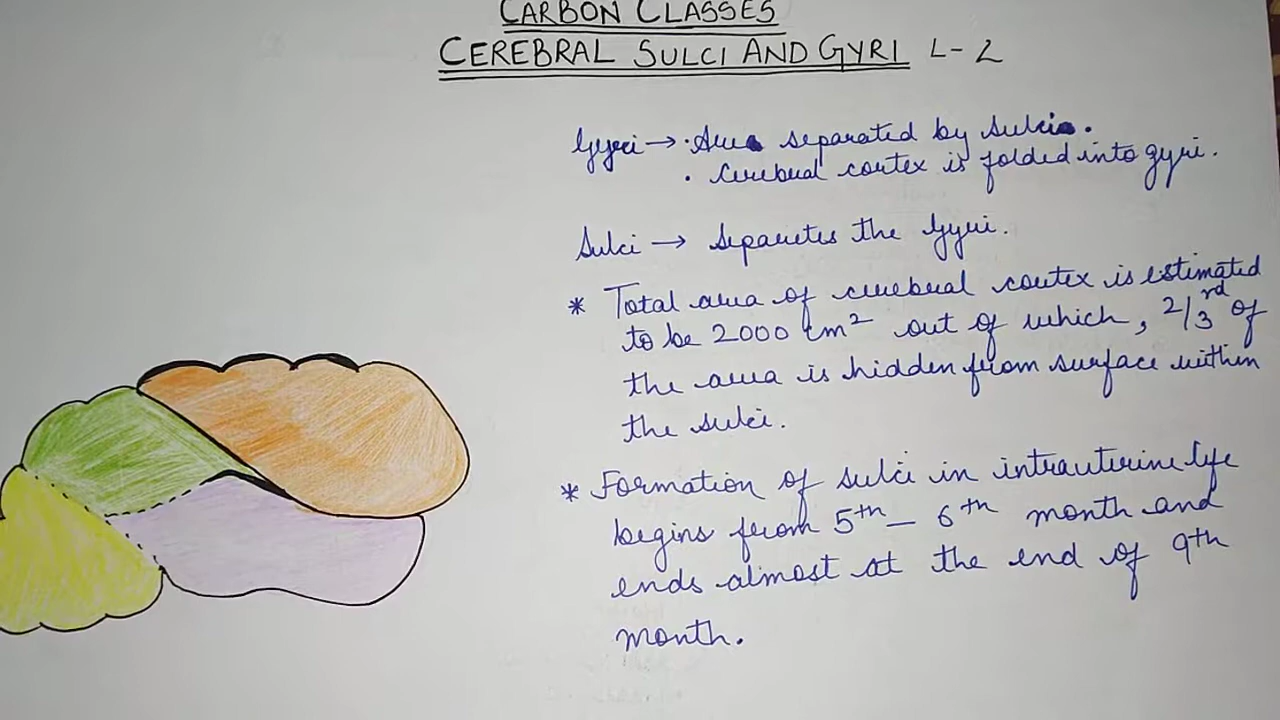 CARBON CLASSES
CEREBRAL SULCI AND GYRI L-2
Gyri → · Area separated by sulci.
· Cerebral cortex is folded into gyri.
Sulci → Separates the Gyri.
* Total area of cerebral cortex is estimated
to be 2000 cm² out of which, 2/3rd of
the area is hidden from surface within
the sulci.
* Formation of sulci in intrauterine life
begins from 5th - 6th month and
ends almost at the end of 9th
month.